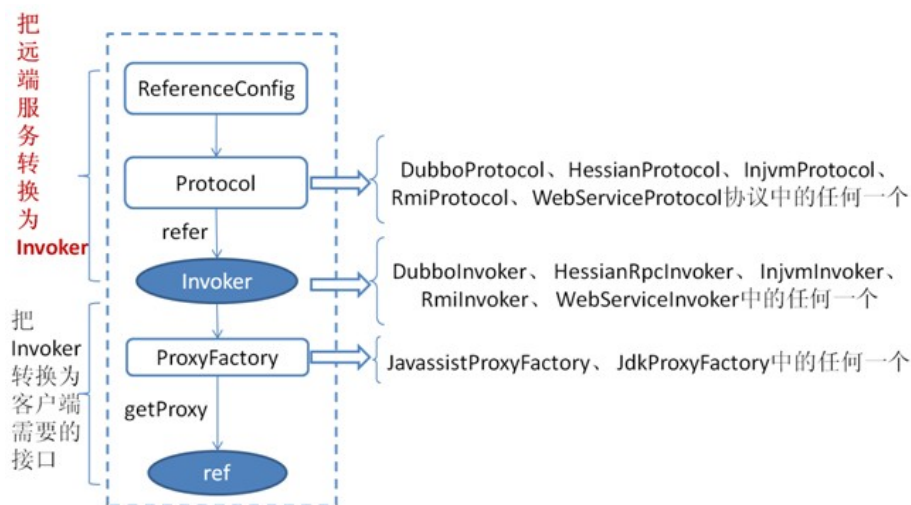 把
远
端
服
务
转
换
为
Invoker
ReferenceConfig
Protocol
DubboProtocol、HessianProtocol、InjvmProtocol、
RmiProtocol、WebServiceProtocol协议中的任何一个
refer
Invoker
DubboInvoker、 HessianRpcInvoker、 InjvmInvoker、
RmiInvoker、 WebServiceInvoker中的任何一个
把
Invoker
转换为
客户端
需要的
接口
ProxyFactory
JavassistProxyFactory、 JdkProxyFactory中的任何一个
getProxy
ref